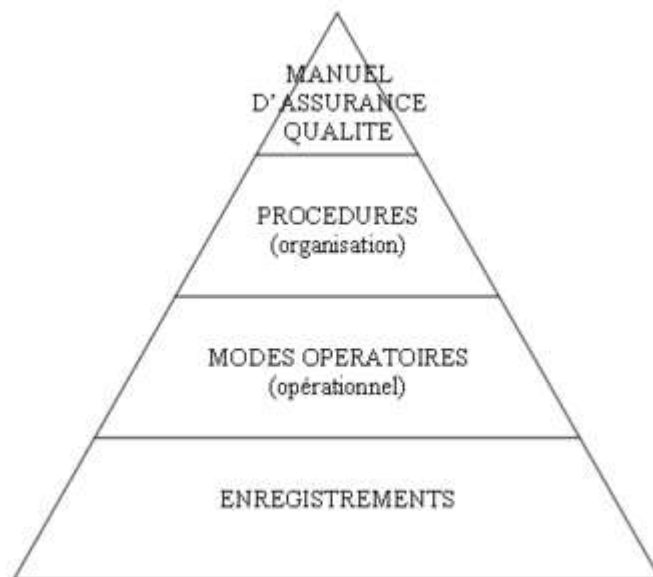 MANUEL
D'ASSURANCE
QUALITE
PROCEDURES
(organisation)
MODES OPERATOIRES
(opérationnel)
ENREGISTREMENTS